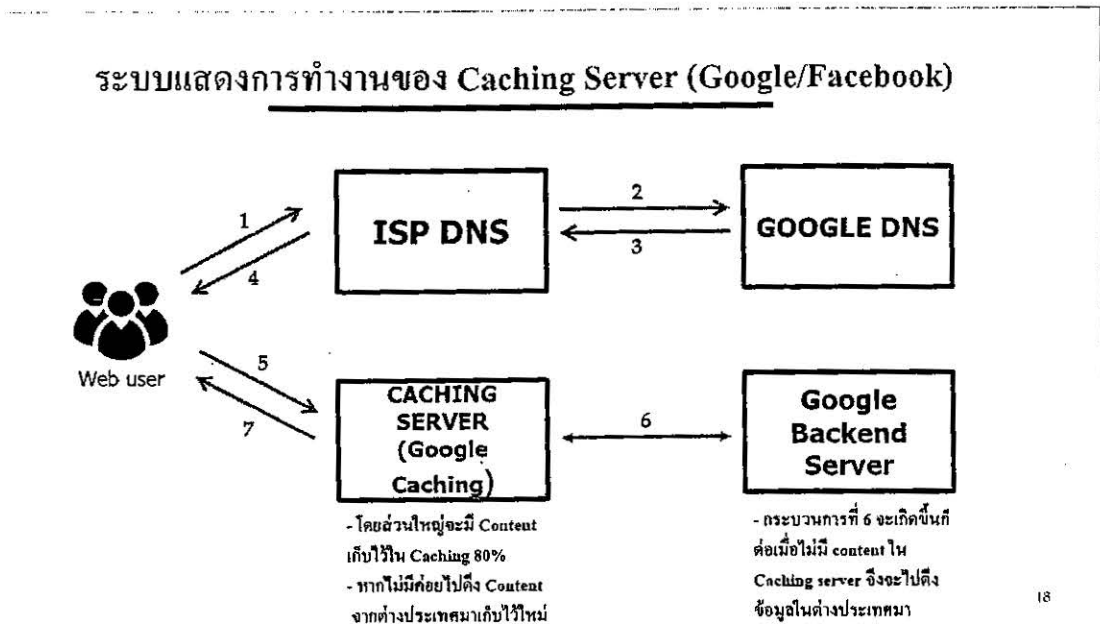 ระบบแสดงการทำงานของ Caching Server (Google/Facebook)
1
4
ISP DNS
2
3
GOOGLE DNS
Web user
5
7
CACHING
SERVER
(Google
Caching)
6
Google
Backend
Server
- โดยส่วนใหญ่จะมี Content
เก็บไว้ใน Caching 80%
- หากไม่มีค่อยไปดึง Content
จากต่างประเทศมาเก็บไว้ใหม่
- กระบวนการที่ 6 จะเกิดขึ้นก็
ต่อเมื่อไม่มี content ใน
Caching server จึงจะไปดึง
ข้อมูลในต่างประเทศมา
18